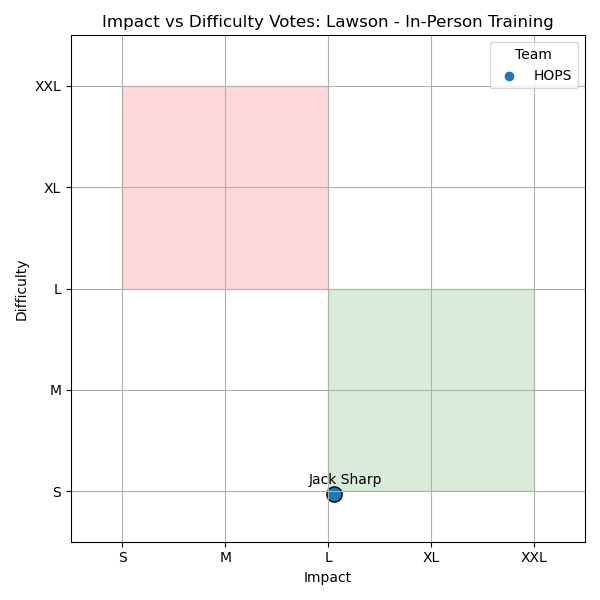 Impact vs Difficulty Votes: Lawson - In-Person Training
Team
HOPS
XXL
XL
L
M
S
Difficulty
Jack Sharp
S M L XL XXL
Impact